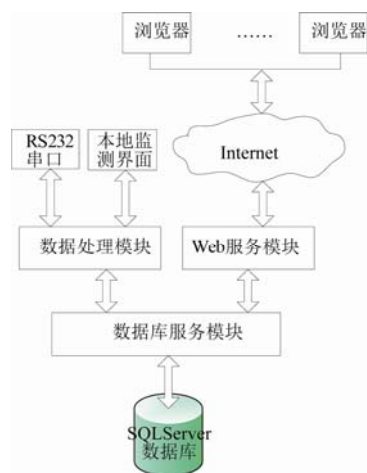 浏览器 …… 浏览器
Internet
RS232
串口
本地监
测界面
数据处理模块
Web服务模块
数据库服务模块
SQLServer
数据库